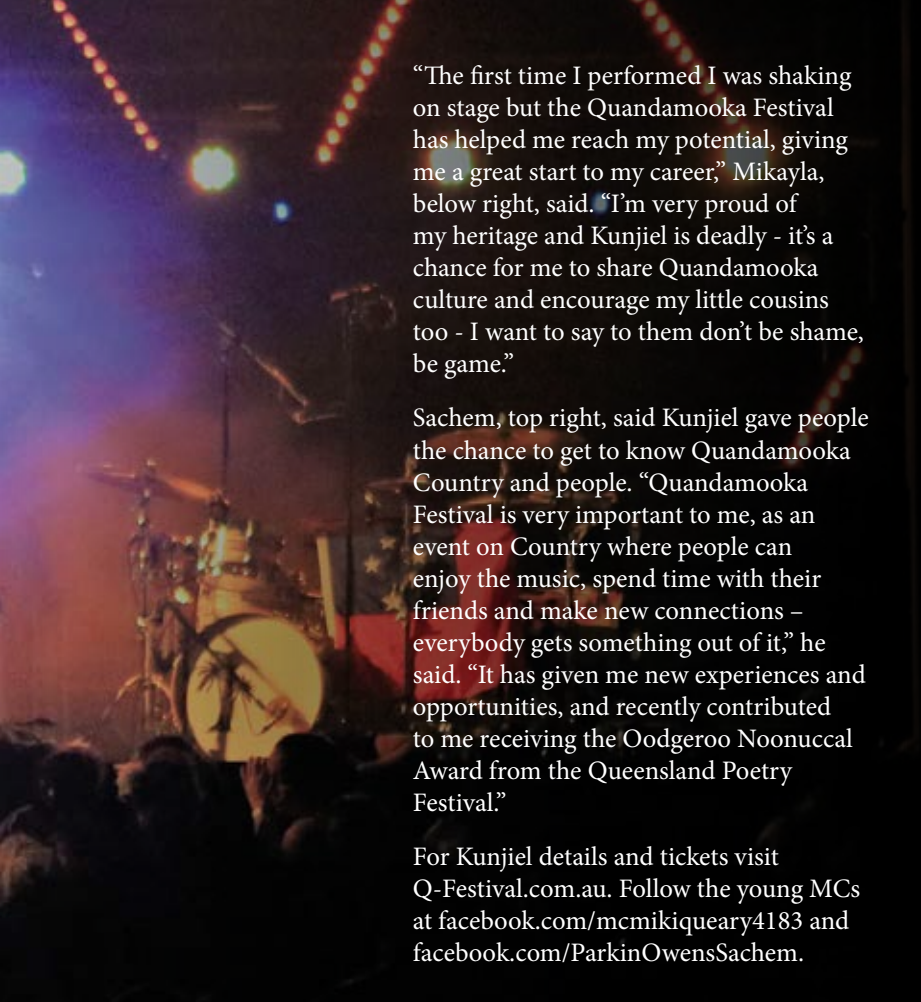 “The first time I performed I was shaking
on stage but the Quandamooka Festival
has helped me reach my potential, giving
me a great start to my career,” Mikayla,
below right, said. “I’m very proud of
my heritage and Kunjiel is deadly - it’s a
chance for me to share Quandamooka
culture and encourage my little cousins
too - I want to say to them don’t be shame,
be game.”
Sachem, top right, said Kunjiel gave people
the chance to get to know Quandamooka
Country and people. “Quandamooka
Festival is very important to me, as an
event on Country where people can
enjoy the music, spend time with their
friends and make new connections –
everybody gets something out of it,” he
said. “It has given me new experiences and
opportunities, and recently contributed
to me receiving the Oodgeroo Noonuccal
Award from the Queensland Poetry
Festival.”
For Kunjiel details and tickets visit
Q-Festival.com.au. Follow the young MCs
at facebook.com/mcmikiqueary4183 and
facebook.com/ParkinOwensSachem.